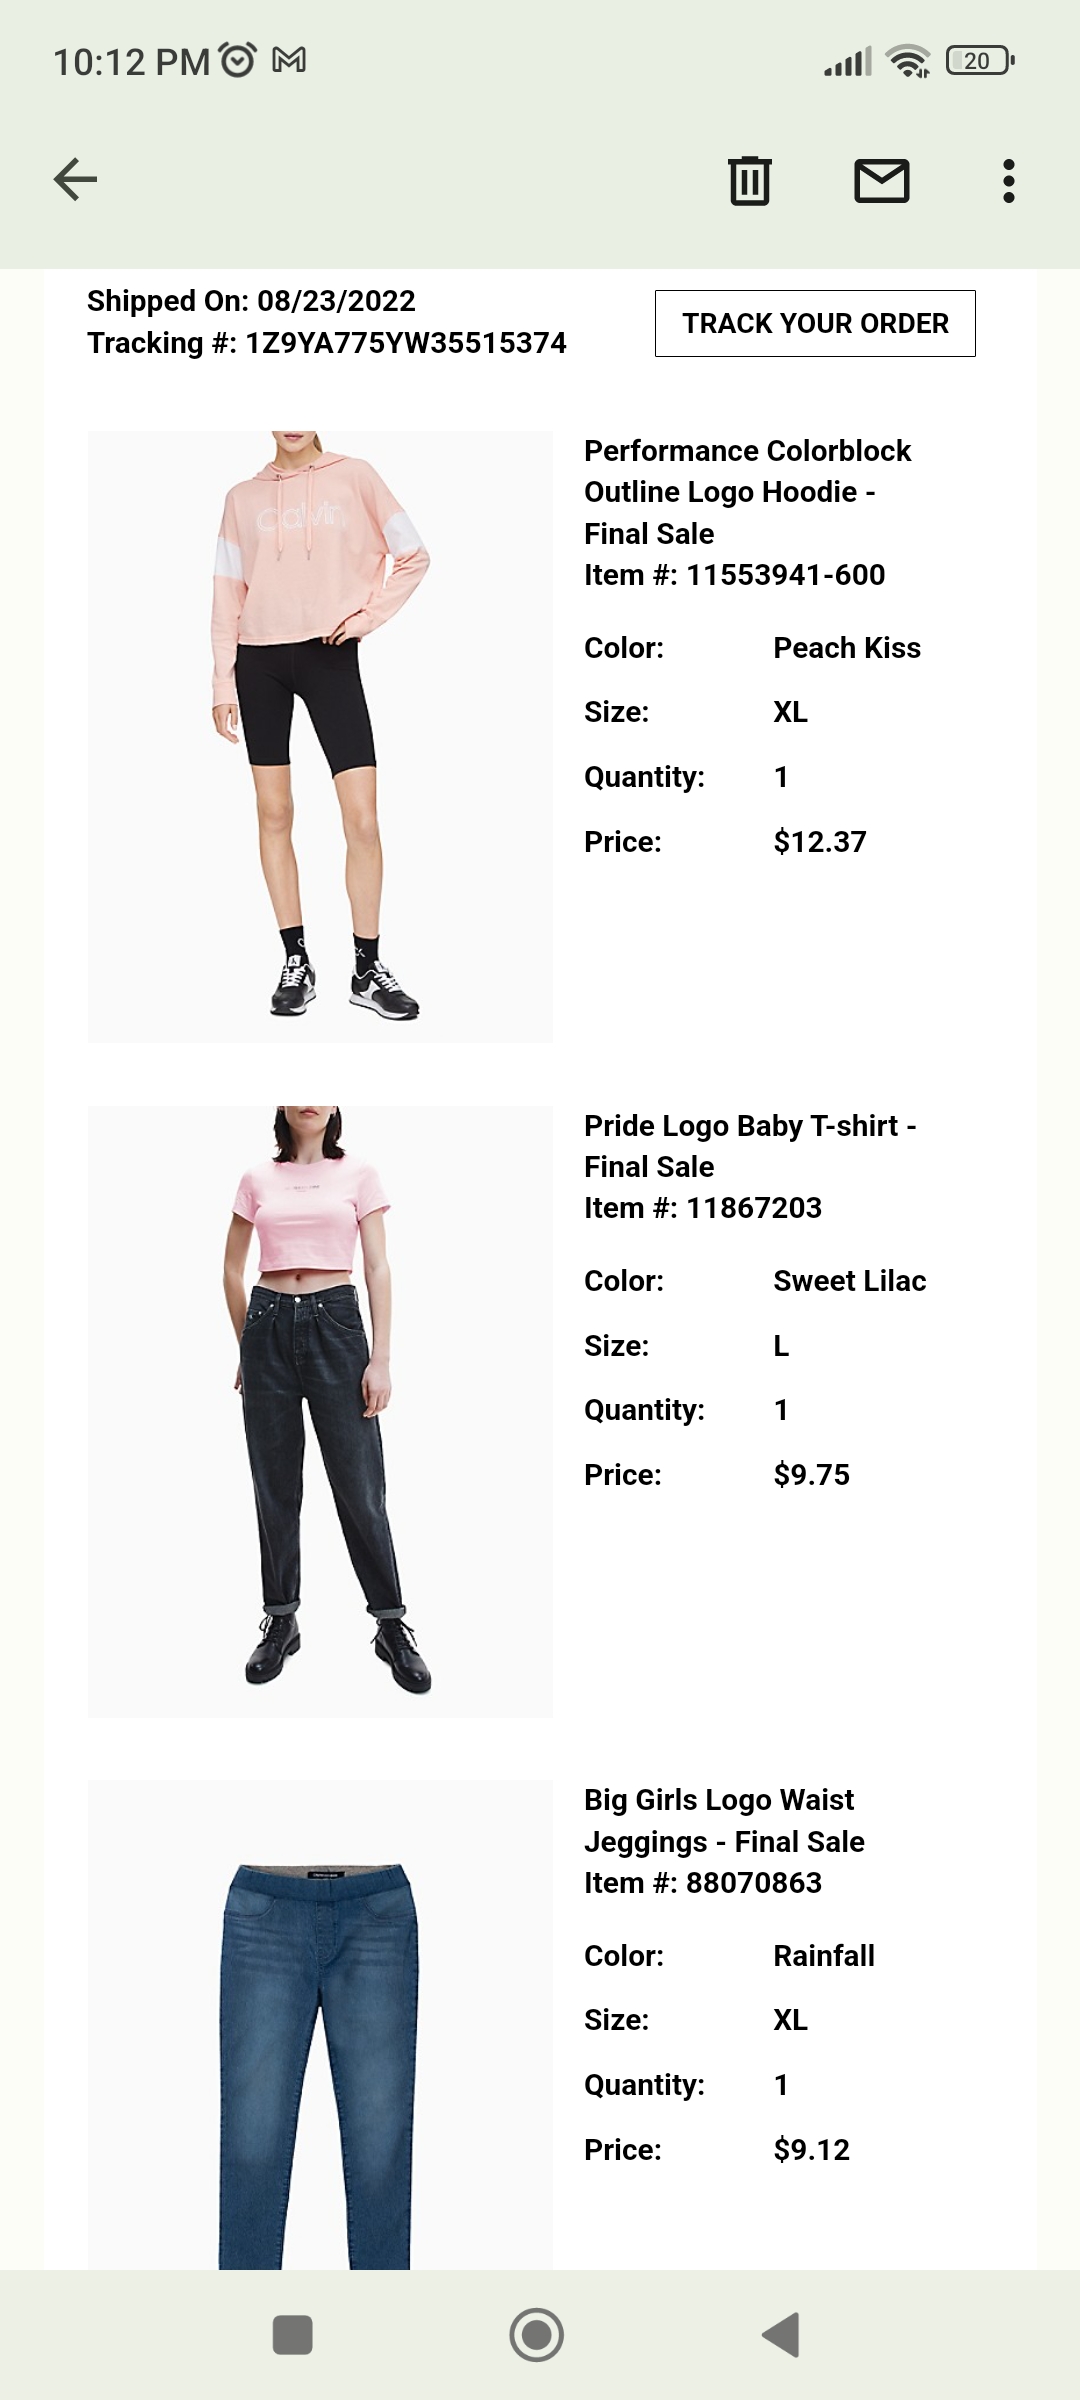 10:12 PM
20
Shipped On: 08/23/2022
Tracking #: 1Z9YA775YW35515374
TRACK YOUR ORDER
Calvin
Performance Colorblock
Outline Logo Hoodie -
Final Sale
Item #: 11553941-600
Color: Peach Kiss
Size: XL
Quantity: 1
Price: $12.37
Pride Logo Baby T-shirt -
Final Sale
Item #: 11867203
Color: Sweet Lilac
Size: L
Quantity: 1
Price: $9.75
Big Girls Logo Waist
Jeggings - Final Sale
Item #: 88070863
Color: Rainfall
Size: XL
Quantity: 1
Price: $9.12